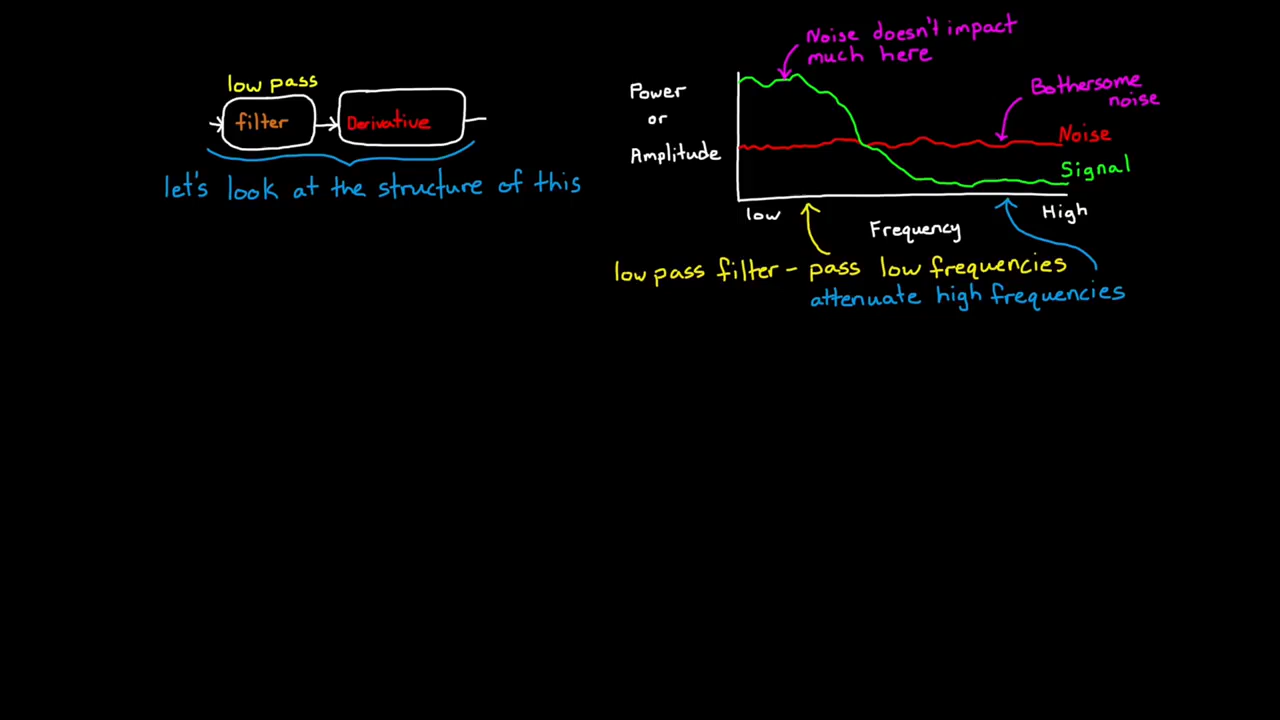 low pass
filter
Derivative
let's look at the structure of this
Noise doesn't impact
much here
Power
or
Amplitude
Bothersome
noise
Noise
Signal
low
High
Frequency
low pass filter - pass low frequencies
attenuate high frequencies